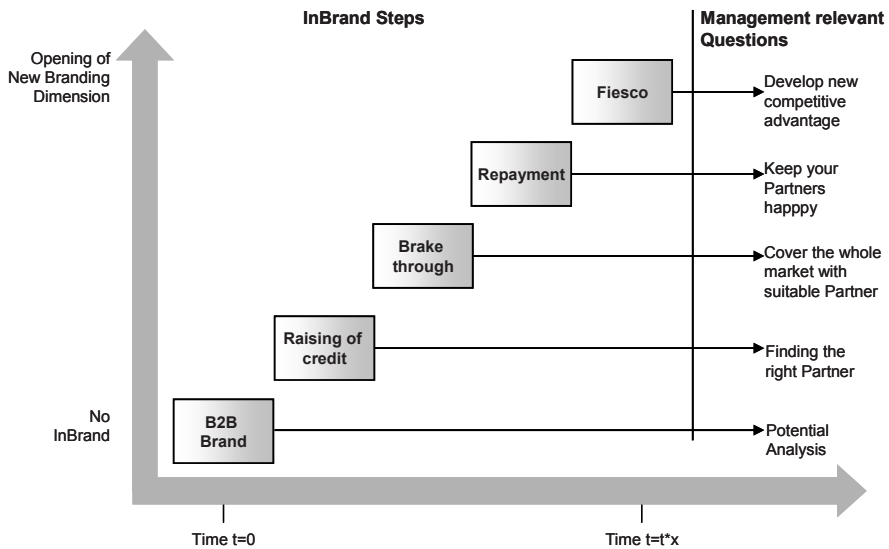 InBrand Steps
Management relevant
Questions
Opening of
New Branding
Dimension
Fiesco
Develop new
competitive
advantage
Repayment
Keep your
Partners
happpy
Brake
through
Cover the whole
market with
suitable Partner
Raising of
credit
Finding the
right Partner
No
InBrand
B2B
Brand
Potential
Analysis
Time t=0
Time t=t*x